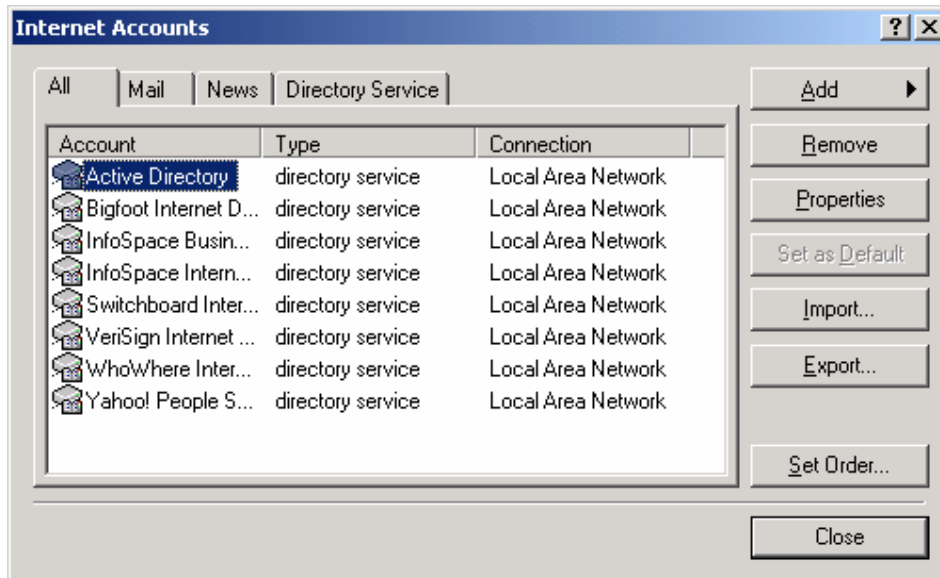 Internet Accounts
All Mail News Directory Service
Add
Account Type Connection
Remove
Active Directory directory service Local Area Network
Bigfoot Internet D... directory service Local Area Network
Properties
InfoSpace Busin... directory service Local Area Network
Set as Default
InfoSpace Intern... directory service Local Area Network
Switchboard Inter... directory service Local Area Network
Import...
VeriSign Internet ... directory service Local Area Network
WhoWhere Inter... directory service Local Area Network
Export...
Yahoo! People S... directory service Local Area Network
Set Order...
Close